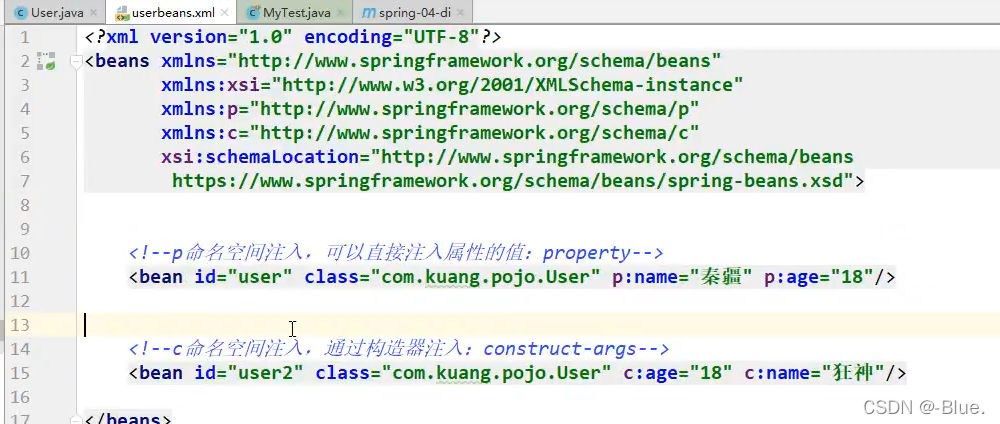 User.java userbeans.xml MyTest.java spring-04-di
1 <?xml version="1.0" encoding="UTF-8"?>
2 <beans xmlns="http://www.springframework.org/schema/beans"
3 xmlns:xsi="http://www.w3.org/2001/XMLSchema-instance"
4 xmlns:p="http://www.springframework.org/schema/p"
5 xmlns:c="http://www.springframework.org/schema/c"
6 xsi:schemaLocation="http://www.springframework.org/schema/beans
7 https://www.springframework.org/schema/beans/spring-beans.xsd">
8
9
10 <!--p命名空间注入，可以直接注入属性的值：property-->
11 <bean id="user" class="com.kuang.pojo.User" p:name="秦疆" p:age="18"/>
12
13
14 <!--c命名空间注入，通过构造器注入：construct-args-->
15 <bean id="user2" class="com.kuang.pojo.User" c:age="18" c:name="狂神"/>
16
17 </beans>
CSDN @-Blue.